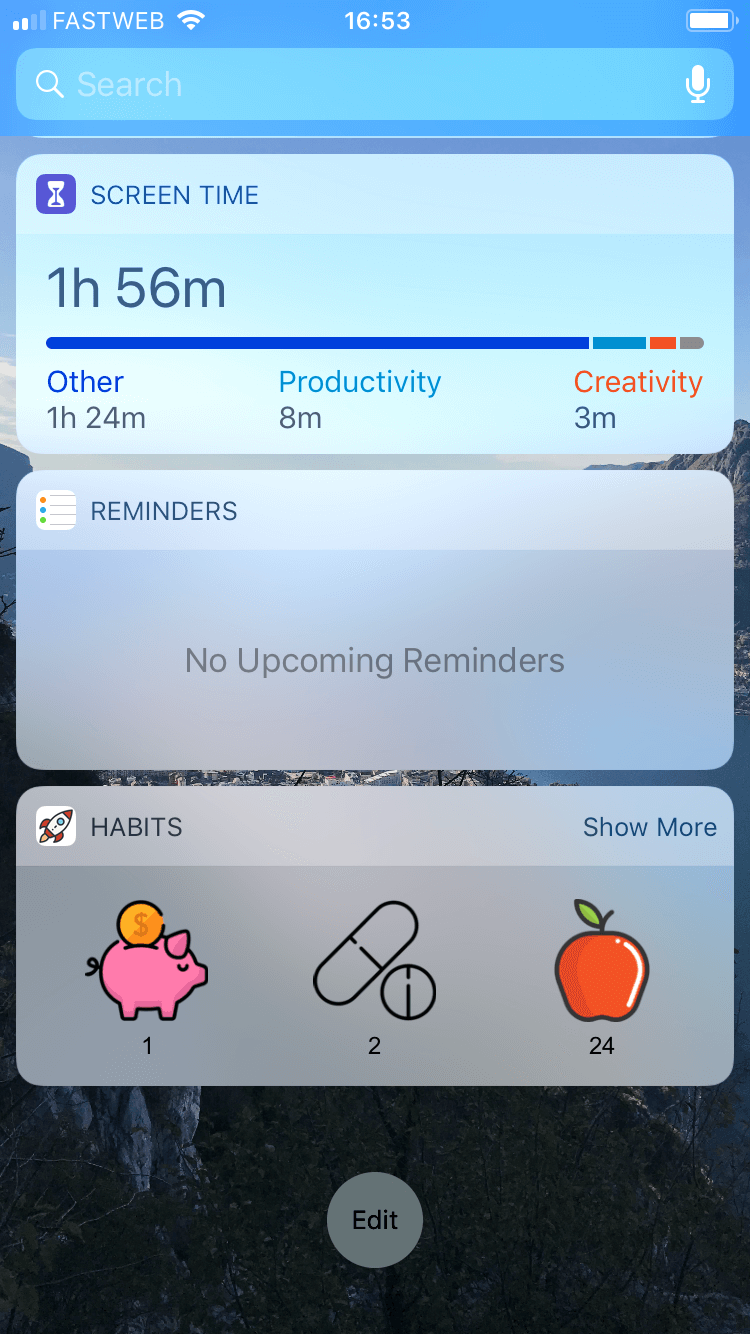 FASTWEB 16:53
Search
SCREEN TIME
1h 56m
Other Productivity Creativity
1h 24m 8m 3m
REMINDERS
No Upcoming Reminders
HABITS Show More
$
1 2 24
Edit